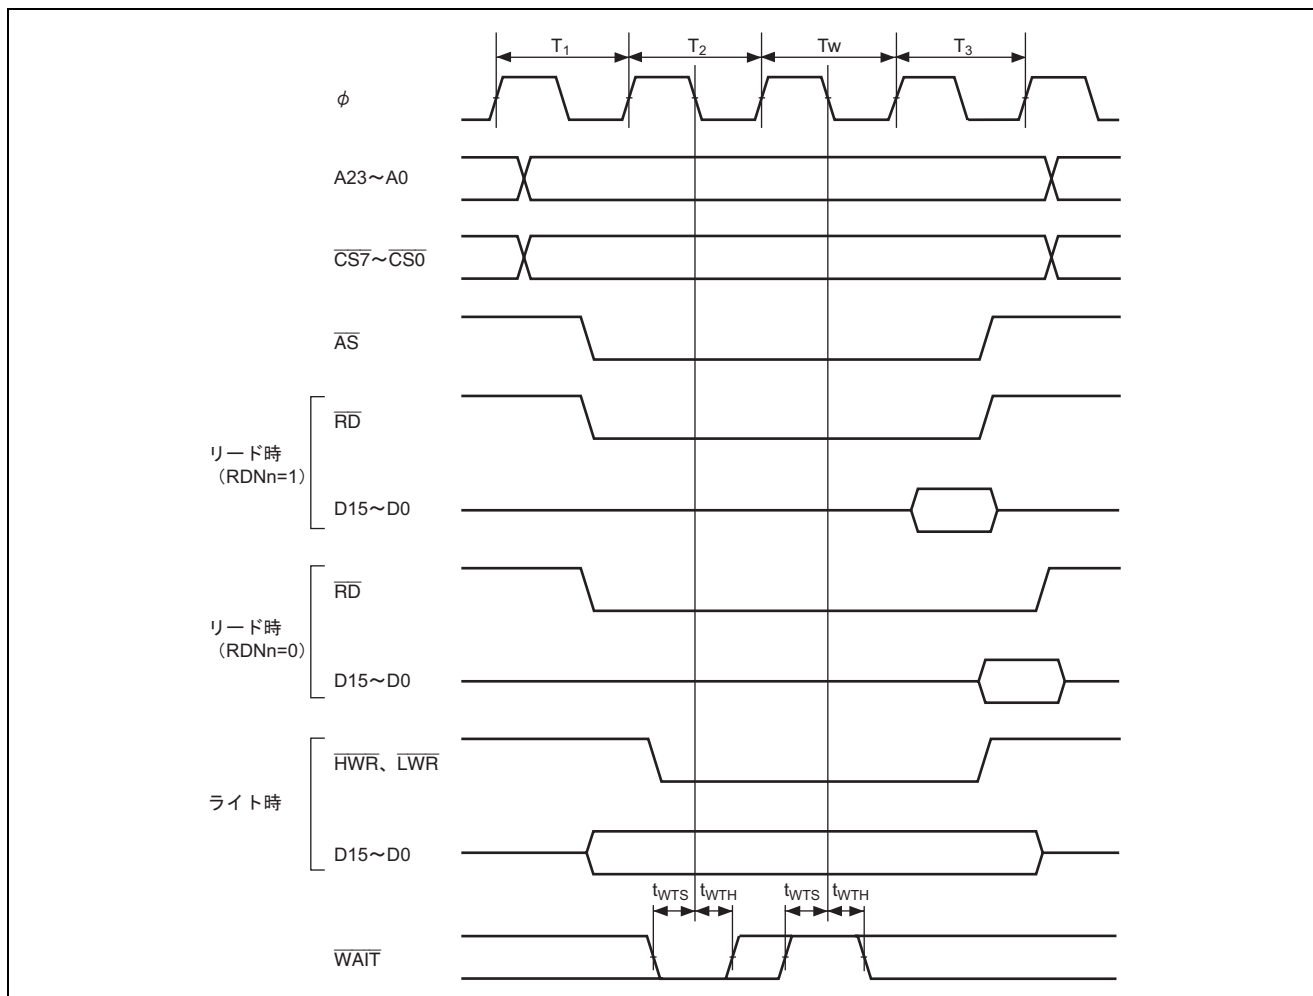 T1 T2 Tw T3
φ
A23〜A0
CS7〜CS0
AS
RD
リード時
（RDNn=1）
D15〜D0
RD
リード時
（RDNn=0）
D15〜D0
HWR、LWR
ライト時
D15〜D0
tWTS tWTH tWTS tWTH
WAIT